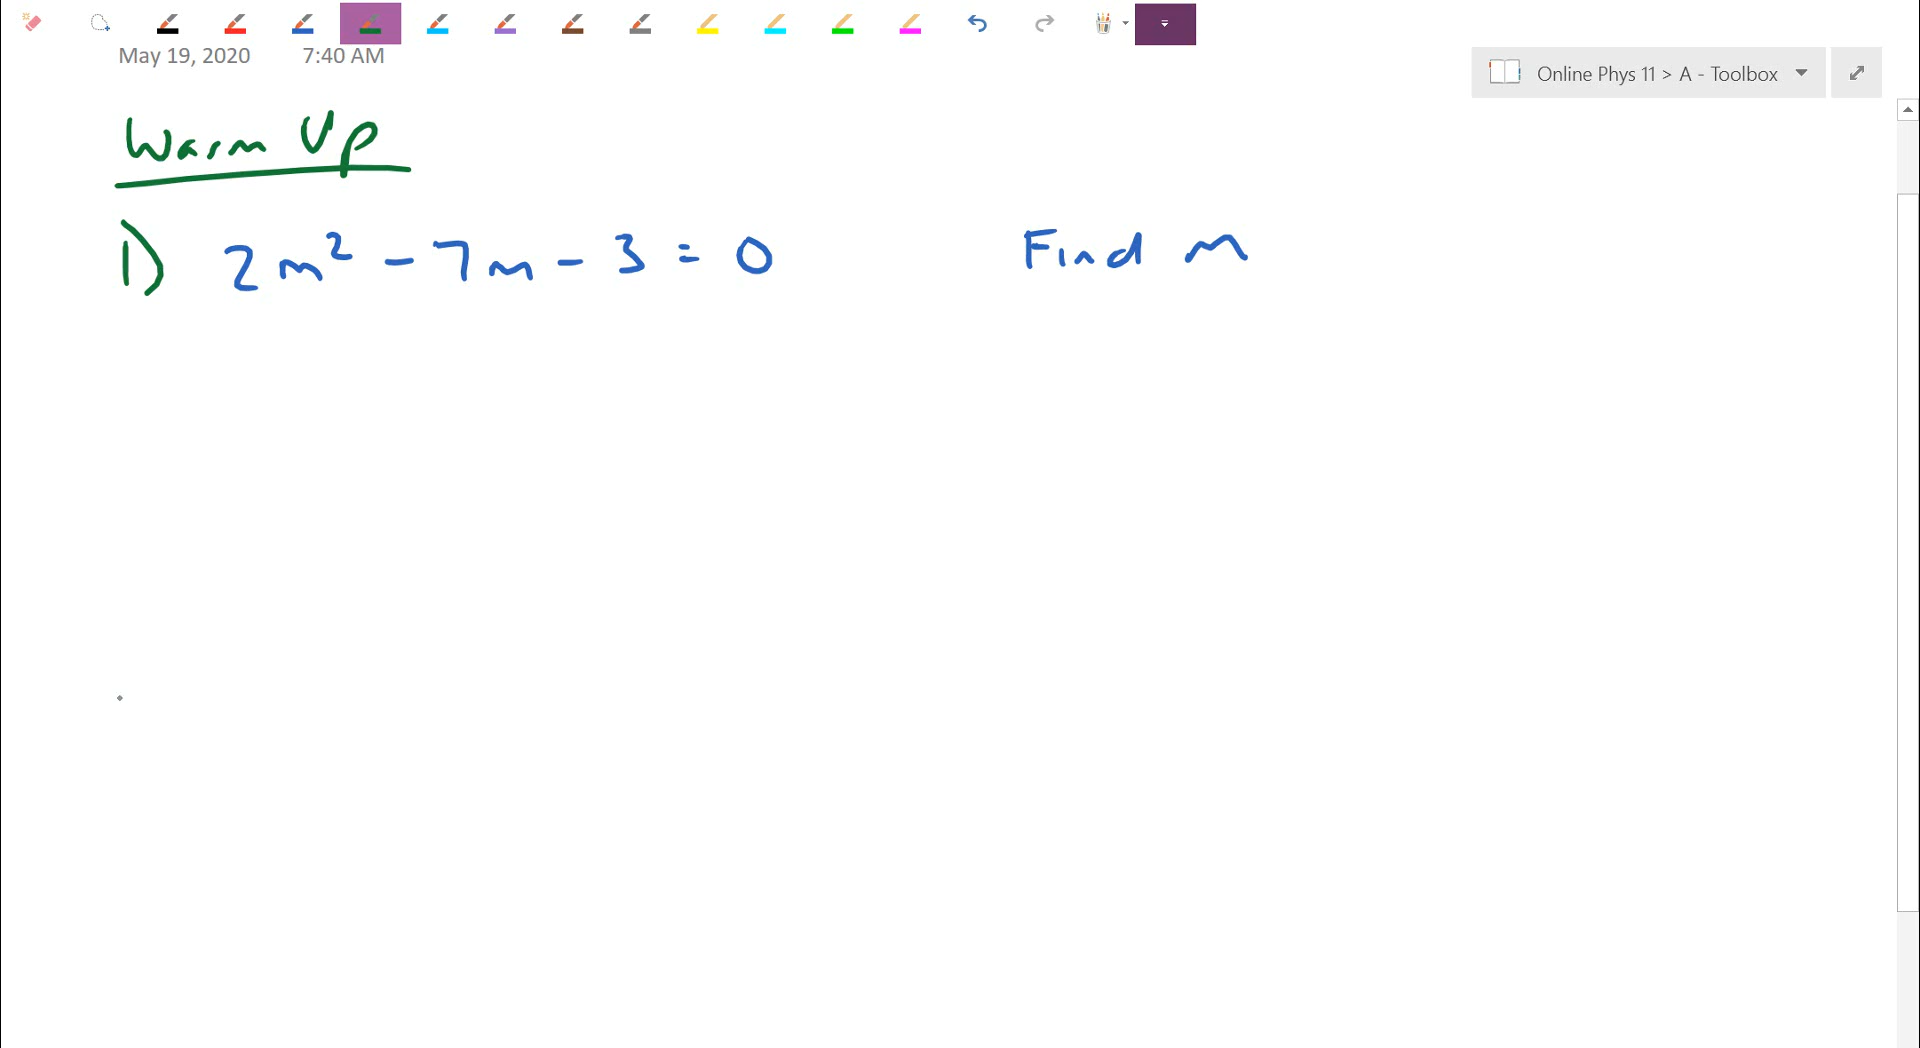 May 19, 2020 7:40 AM
Online Phys 11 > A - Toolbox
Warm Up
1) 2m² - 7m - 3 = 0 Find m